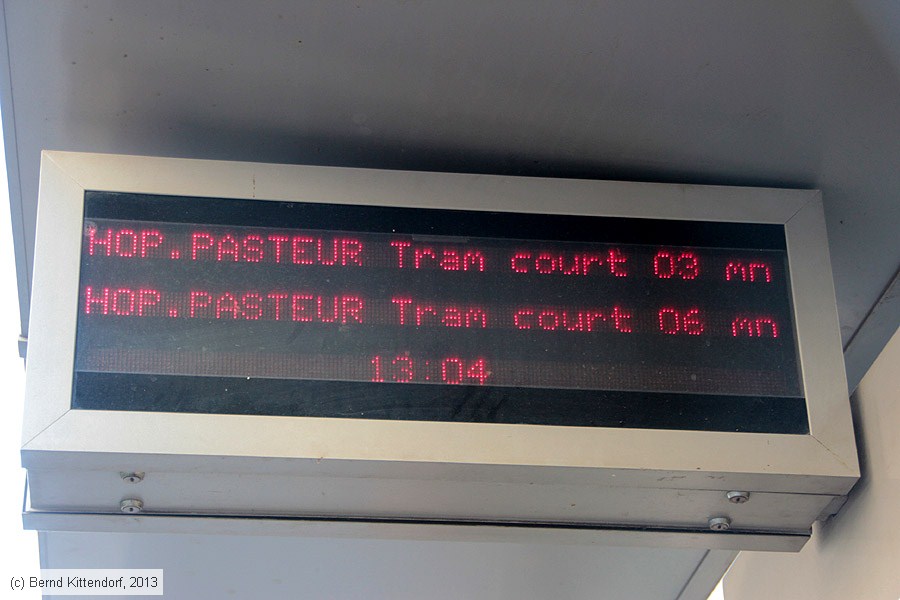 HOP.PASTEUR Tram court 03 mn
HOP.PASTEUR Tram court 06 mn
13:04
(c) Bernd Kittendorf, 2013